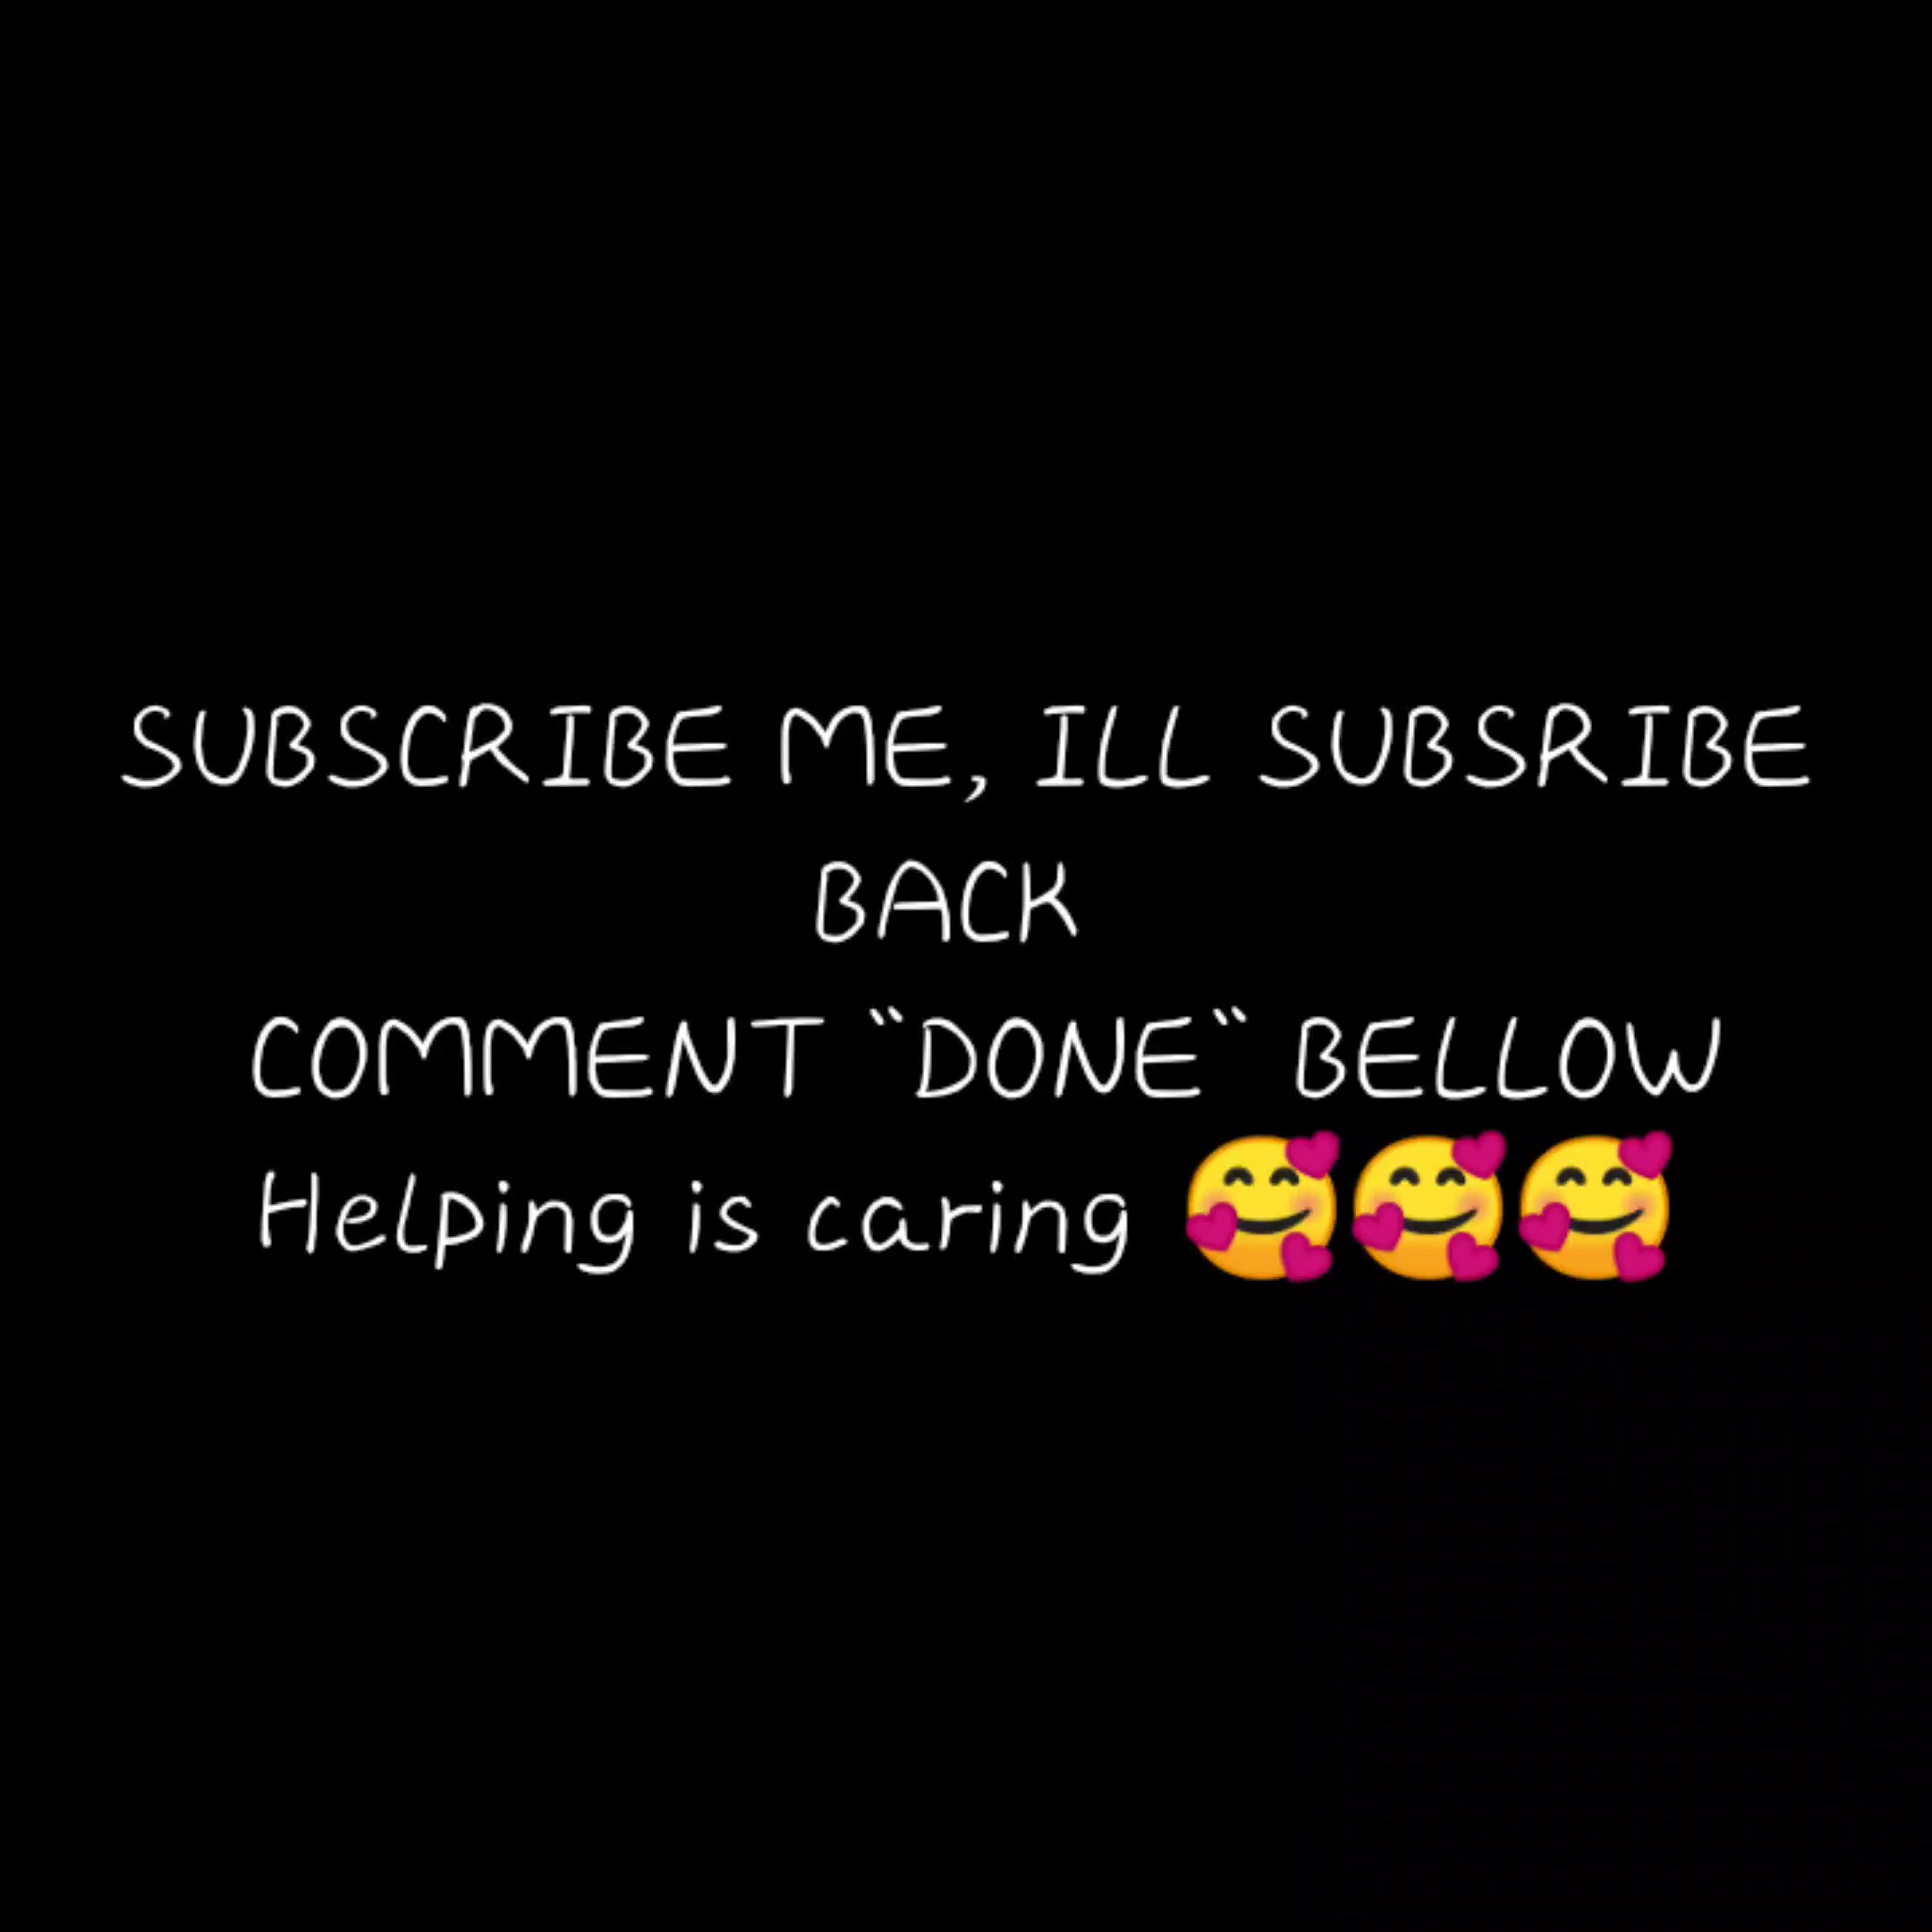 SUBSCRIBE ME, ILL SUBSRIBE
BACK
COMMENT "DONE" BELLOW
Helping is caring 🥰🥰🥰